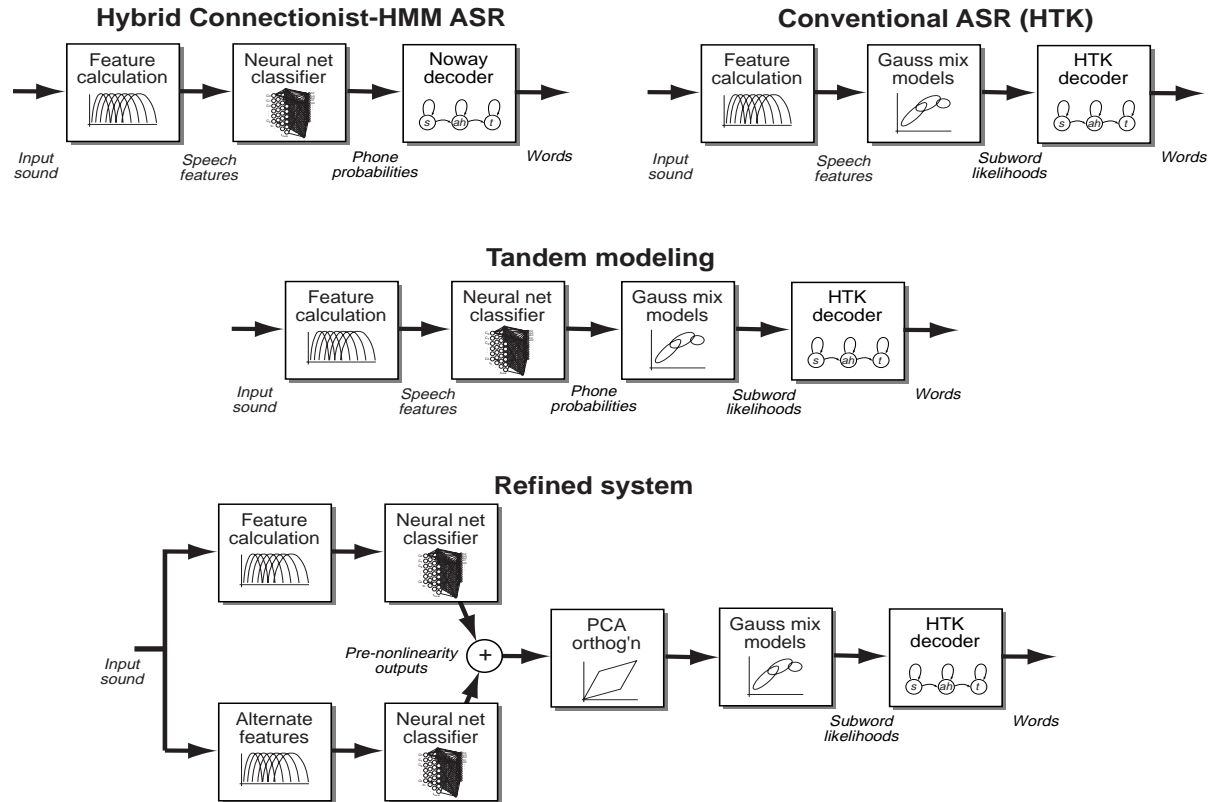 Hybrid Connectionist-HMM ASR
Feature
calculation
Neural net
classifier
Noway
decoder
s ah t
Input
sound
Speech
features
Phone
probabilities
Words
Conventional ASR (HTK)
Feature
calculation
Gauss mix
models
HTK
decoder
s ah t
Input
sound
Speech
features
Subword
likelihoods
Words
Tandem modeling
Feature
calculation
Neural net
classifier
Gauss mix
models
HTK
decoder
s ah t
Input
sound
Speech
features
Phone
probabilities
Subword
likelihoods
Words
Refined system
Feature
calculation
Neural net
classifier
Input
sound
Pre-nonlinearity
outputs
+
PCA
orthog'n
Gauss mix
models
HTK
decoder
s ah t
Subword
likelihoods
Words
Alternate
features
Neural net
classifier